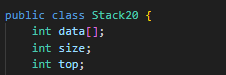 public class Stack20 {
int data[];
int size;
int top;